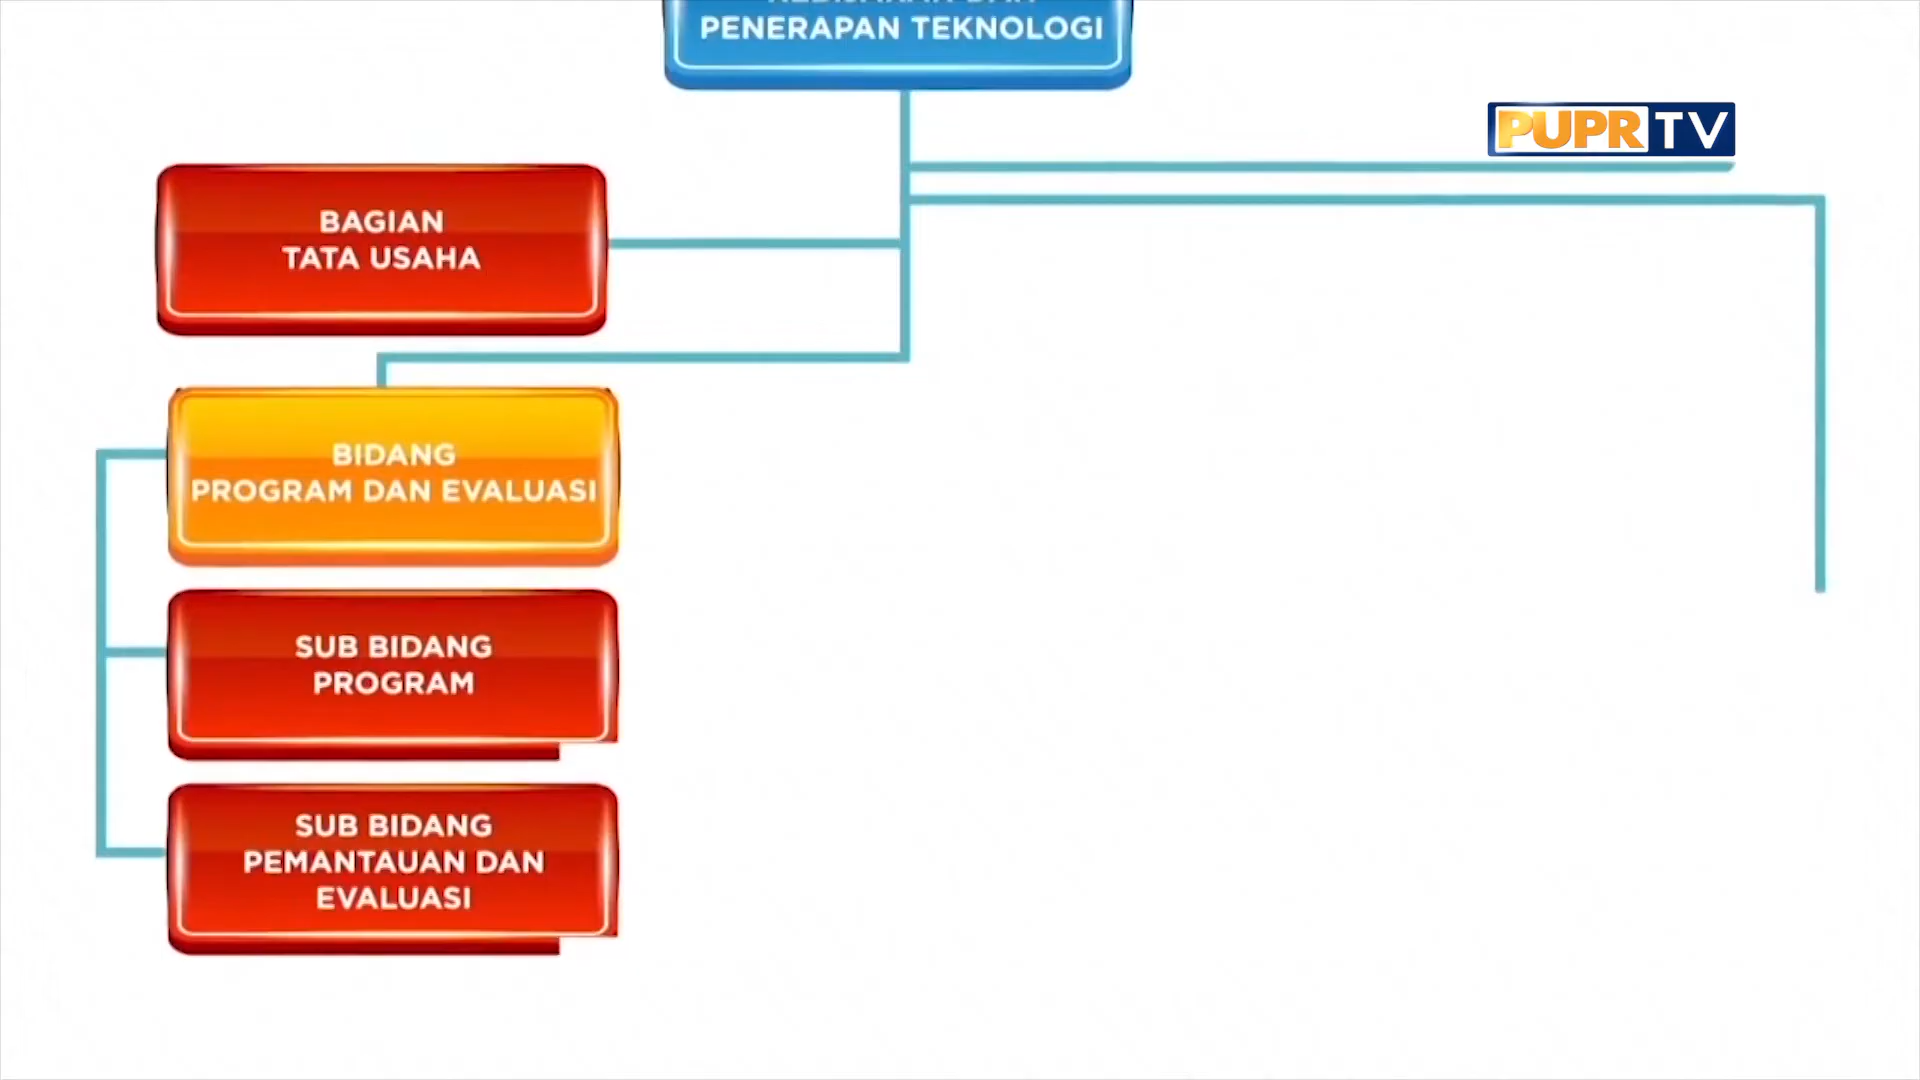 PENERAPAN TEKNOLOGI
PUPR TV
BAGIAN
TATA USAHA
BIDANG
PROGRAM DAN EVALUASI
SUB BIDANG
PROGRAM
SUB BIDANG
PEMANTAUAN DAN
EVALUASI